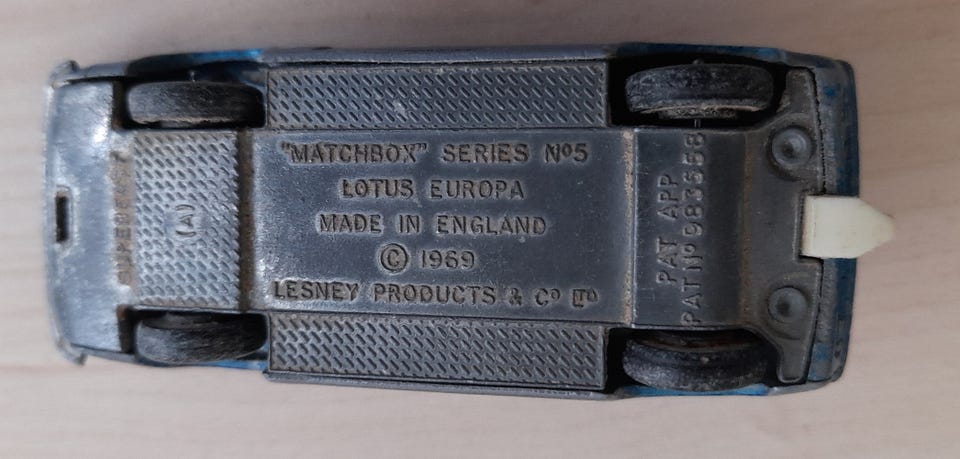 "MATCHBOX" SERIES Nº5
LOTUS EUROPA
MADE IN ENGLAND
© 1969
LESNEY PRODUCTS & Cº Lᵀᴰ
SUPERFAST
(A)
PAT APP
PAT Nº 983558